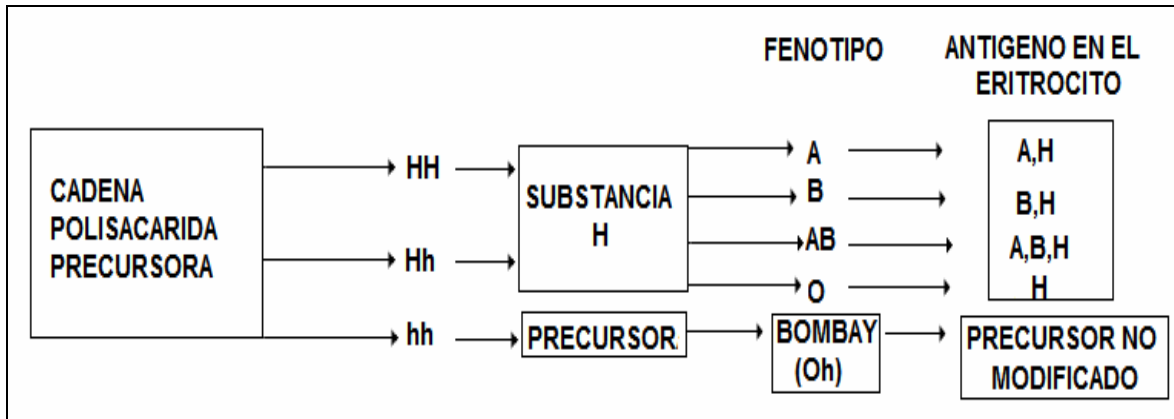 FENOTIPO
ANTIGENO EN EL
ERITROCITO
CADENA
POLISACARIDA
PRECURSORA
HH
Hh
hh
SUBSTANCIA
H
PRECURSOR.
A
B
AB
O
BOMBAY
(Oh)
A,H
B,H
A,B,H
H
PRECURSOR NO
MODIFICADO